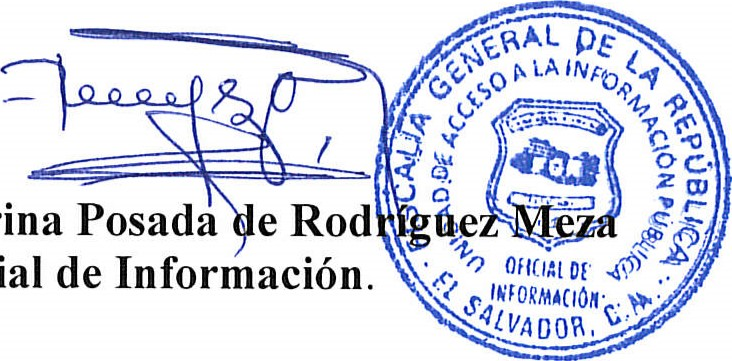 rina Posada de Rodríguez Meza
ial de Información.
FISCALIA GENERAL DE LA REPÚBLICA
UNIDAD DE ACCESO A LA INFORMACIÓN PÚBLICA
OFICIAL DE
INFORMACIÓN
EL SALVADOR, C. A.